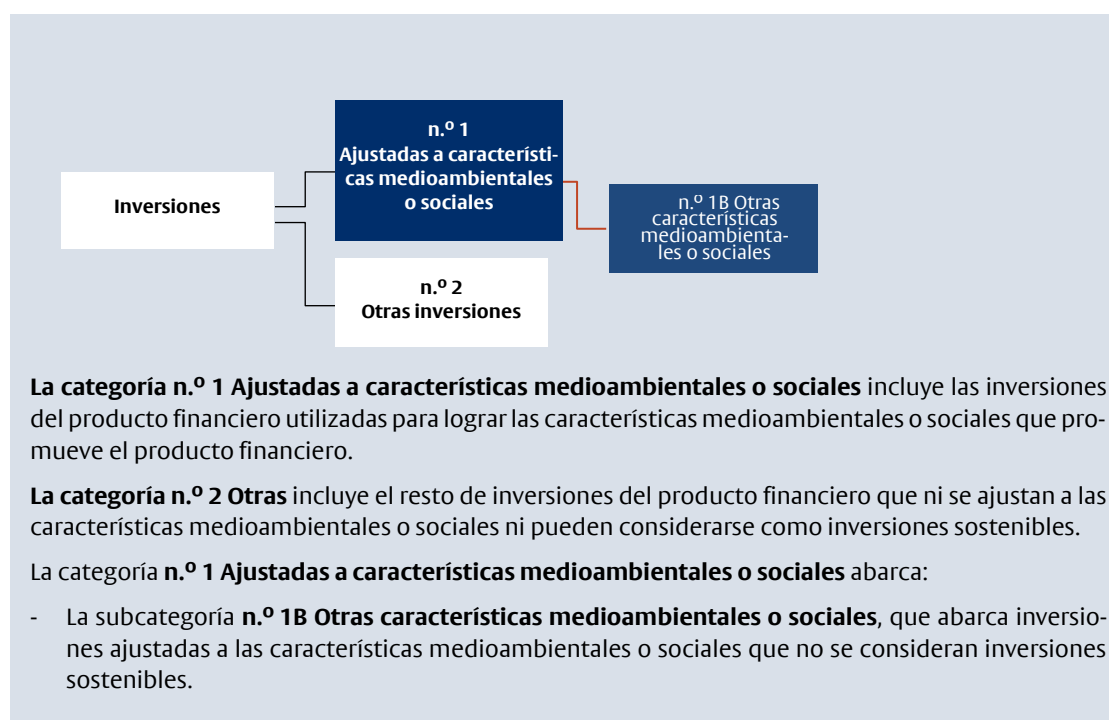 n.º 1
Ajustadas a característi-
cas medioambientales
o sociales
Inversiones
n.º 1B Otras
características
medioambienta-
les o sociales
n.º 2
Otras inversiones
La categoría n.º 1 Ajustadas a características medioambientales o sociales incluye las inversiones
del producto financiero utilizadas para lograr las características medioambientales o sociales que pro-
mueve el producto financiero.
La categoría n.º 2 Otras incluye el resto de inversiones del producto financiero que ni se ajustan a las
características medioambientales o sociales ni pueden considerarse como inversiones sostenibles.
La categoría n.º 1 Ajustadas a características medioambientales o sociales abarca:
- La subcategoría n.º 1B Otras características medioambientales o sociales, que abarca inversio-
nes ajustadas a las características medioambientales o sociales que no se consideran inversiones
sostenibles.